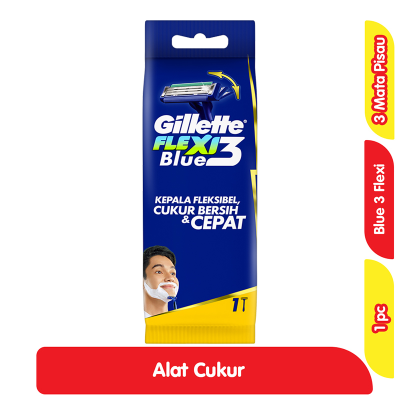 Gillette
FLEXI
Blue3
KEPALA FLEKSIBEL,
CUKUR BERSIH
& CEPAT
1
3 Mata Pisau
Blue 3 Flexi
1pc
Alat Cukur